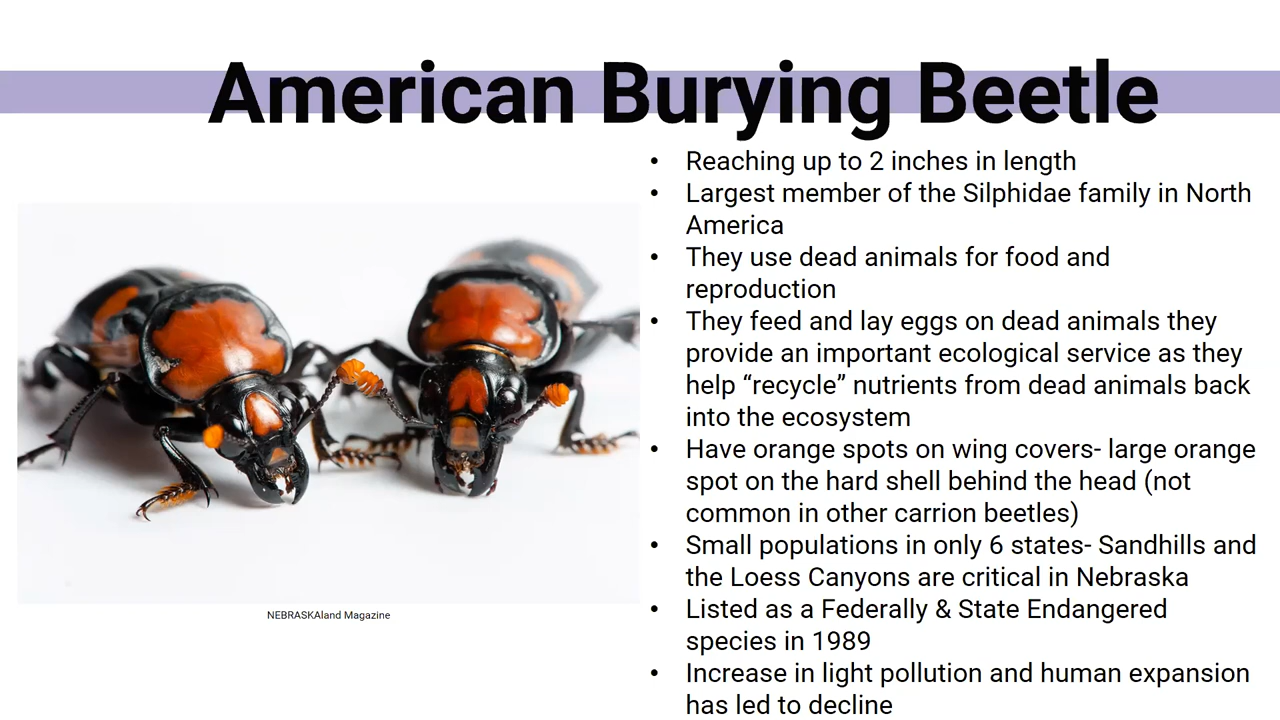 American Burying Beetle
• Reaching up to 2 inches in length
• Largest member of the Silphidae family in North
America
• They use dead animals for food and
reproduction
• They feed and lay eggs on dead animals they
provide an important ecological service as they
help “recycle” nutrients from dead animals back
into the ecosystem
• Have orange spots on wing covers- large orange
spot on the hard shell behind the head (not
common in other carrion beetles)
• Small populations in only 6 states- Sandhills and
the Loess Canyons are critical in Nebraska
• Listed as a Federally & State Endangered
species in 1989
• Increase in light pollution and human expansion
has led to decline
NEBRASKAland Magazine